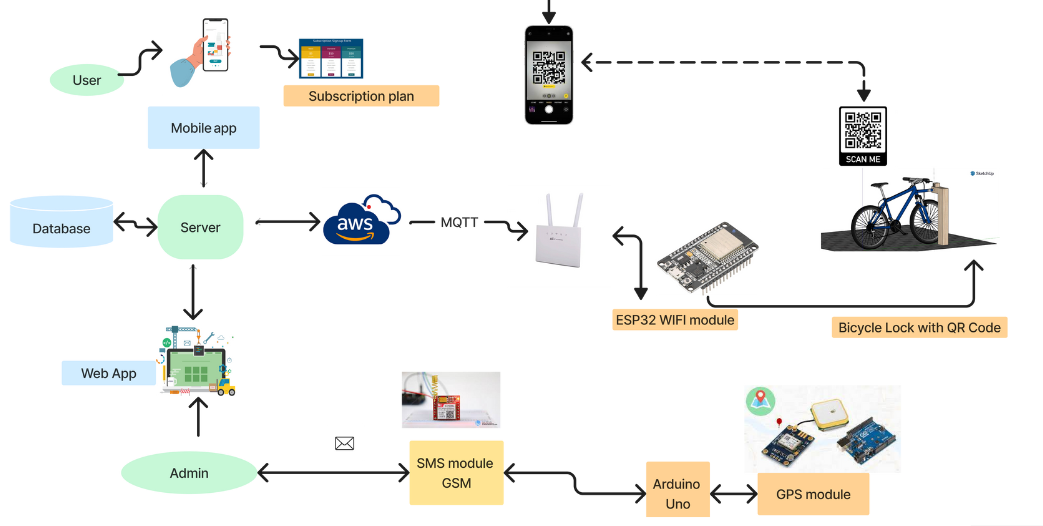 User
Subscription plan
Mobile app
SCAN ME
SketchUp
Database
Server
aws
MQTT
ESP32 WIFI module
Bicycle Lock with QR Code
Web App
Admin
SMS module
GSM
Arduino
Uno
GPS module